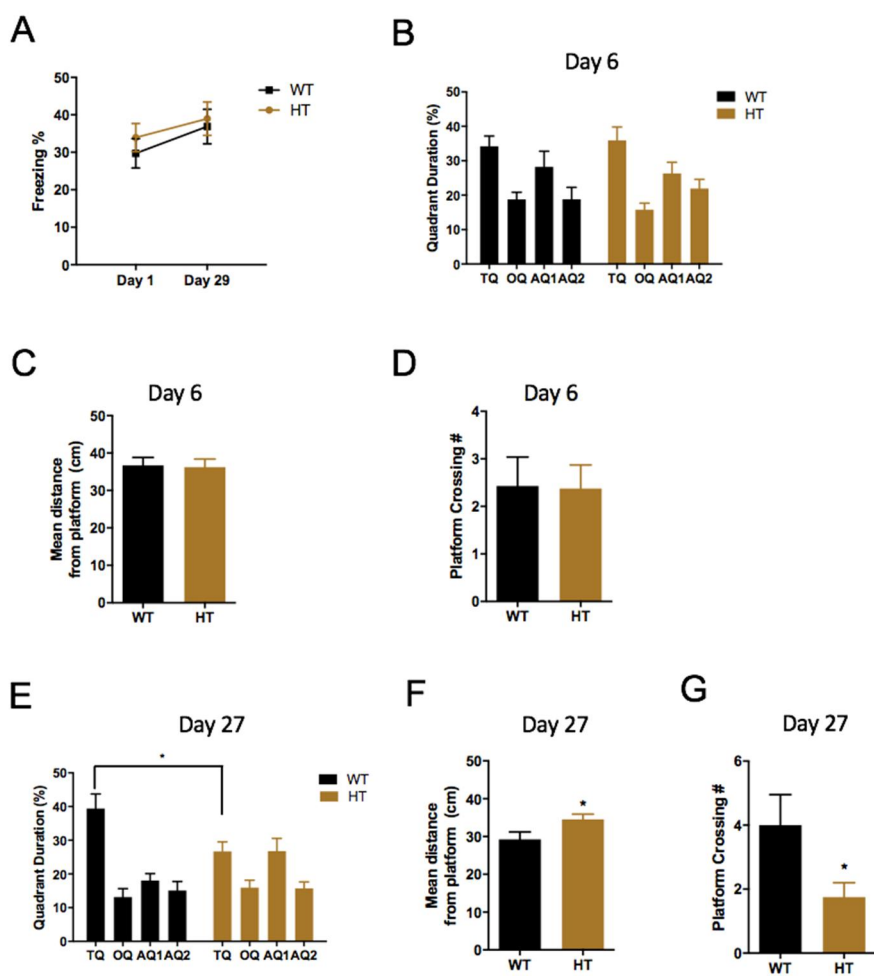 A
50
40
30
20
10
0
Freezing %
Day 1 Day 29
WT
HT
B
Day 6
40
30
20
10
0
50
Quadrant Duration (%)
TQ OQ AQ1 AQ2 TQ OQ AQ1 AQ2
WT
HT
C
Day 6
50
40
30
20
10
0
Mean distance
from platform (cm)
WT HT
D
Day 6
4
3
2
1
0
Platform Crossing #
WT HT
E
Day 27
50
40
30
20
10
0
Quadrant Duration (%)
*
TQ OQ AQ1 AQ2 TQ OQ AQ1 AQ2
WT
HT
F
Day 27
50
40
30
20
10
0
Mean distance
from platform (cm)
*
WT HT
G
Day 27
6
4
2
0
Platform Crossing #
*
WT HT